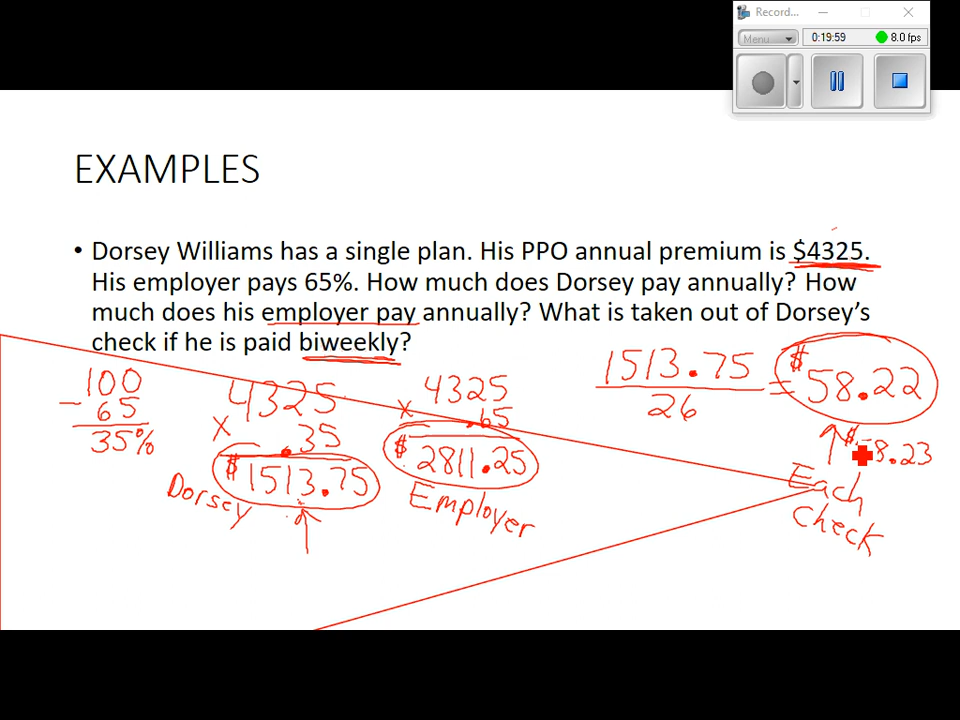 Record...
Menu
0:19:59
8.0 fps
EXAMPLES
• Dorsey Williams has a single plan. His PPO annual premium is $4325.
His employer pays 65%. How much does Dorsey pay annually? How
much does his employer pay annually? What is taken out of Dorsey's
check if he is paid biweekly?
100
- 65
35%
4325
x .35
$1513.75
Dorsey
4325
x .65
$2811.25
Employer
1513.75
26
= $58.22
$58.23
Each
check